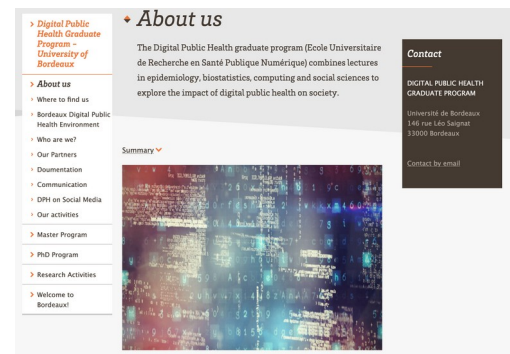 Digital Public
Health Graduate
Program –
University of
Bordeaux
About us
Where to find us
Bordeaux Digital Public
Health Environment
Who are we?
Our Partners
Doumentation
Communication
DPH on Social Media
Our activities
Master Program
PhD Program
Research Activities
Welcome to
Bordeaux!
About us
The Digital Public Health graduate program (Ecole Universitaire
de Recherche en Santé Publique Numérique) combines lectures
in epidemiology, biostatistics, computing and social sciences to
explore the impact of digital public health on society.
Summary
Contact
DIGITAL PUBLIC HEALTH
GRADUATE PROGRAM
Université de Bordeaux
146 rue Léo Saignat
33000 Bordeaux
Contact by email